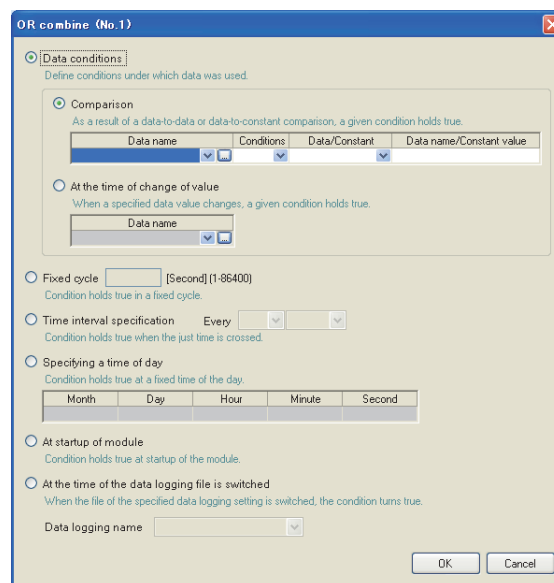 OR combine (No.1)
Data conditions
Define conditions under which data was used.
Comparison
As a result of a data-to-data or data-to-constant comparison, a given condition holds true.
Data name Conditions Data/Constant Data name/Constant value
At the time of change of value
When a specified data value changes, a given condition holds true.
Data name
Fixed cycle [Second] (1-86400)
Condition holds true in a fixed cycle.
Time interval specification Every
Condition holds true when the just time is crossed.
Specifying a time of day
Condition holds true at a fixed time of the day.
Month Day Hour Minute Second
At startup of module
Condition holds true at startup of the module.
At the time of the data logging file is switched
When the file of the specified data logging setting is switched, the condition turns true.
Data logging name
OK Cancel